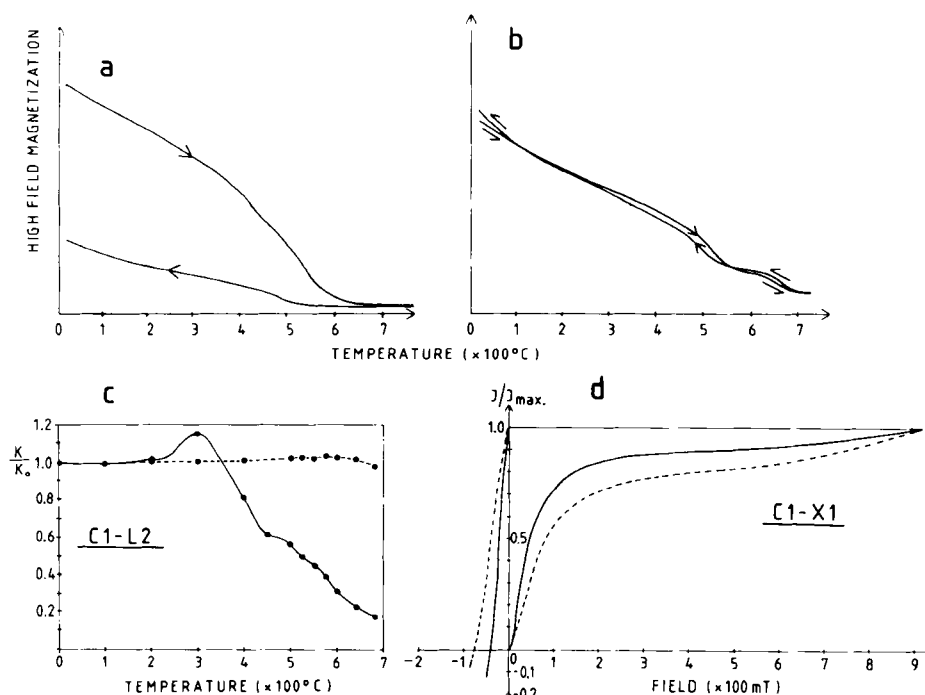 a
b
HIGH FIELD MAGNETIZATION
0 1 2 3 4 5 6 7
0 1 2 3 4 5 6 7
TEMPERATURE (×100°C)
c
K/K₀
1.2
1.0
0.8
0.6
0.4
0.2
C1-L2
0 1 2 3 4 5 6 7
TEMPERATURE (×100°C)
J/Jmax.
d
1.0
0.5
C1-X1
-2 -1 0 1 2 3 4 5 6 7 8 9
-0.1
-0.2
FIELD (×100mT)